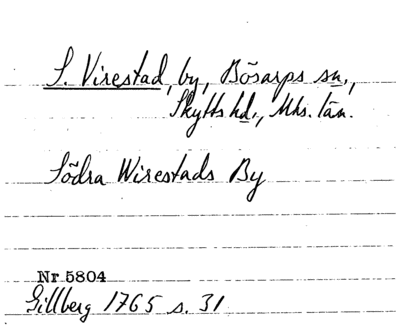 S. Virestad, by, Bösarps sn.,
Skytts hd., Mhs. län.
Södra Wirestads By
Nr 5804
Gillberg 1765 s. 31